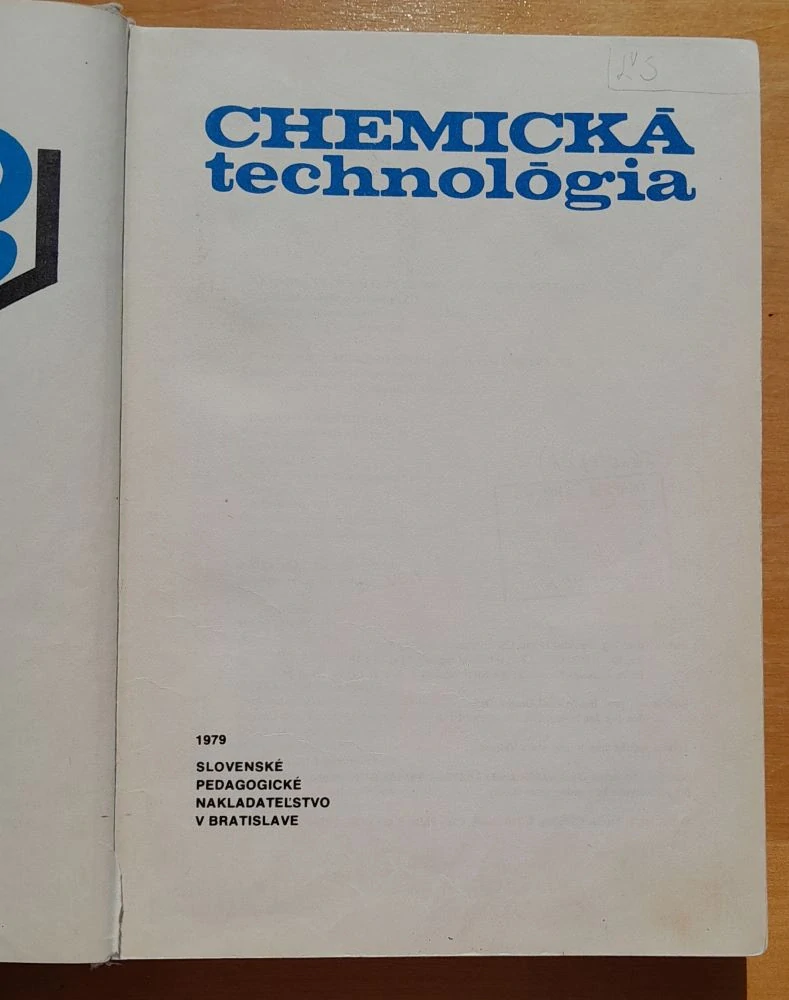 CHEMICKÁ
technológia
1979
SLOVENSKÉ
PEDAGOGICKÉ
NAKLADATEĽSTVO
V BRATISLAVE